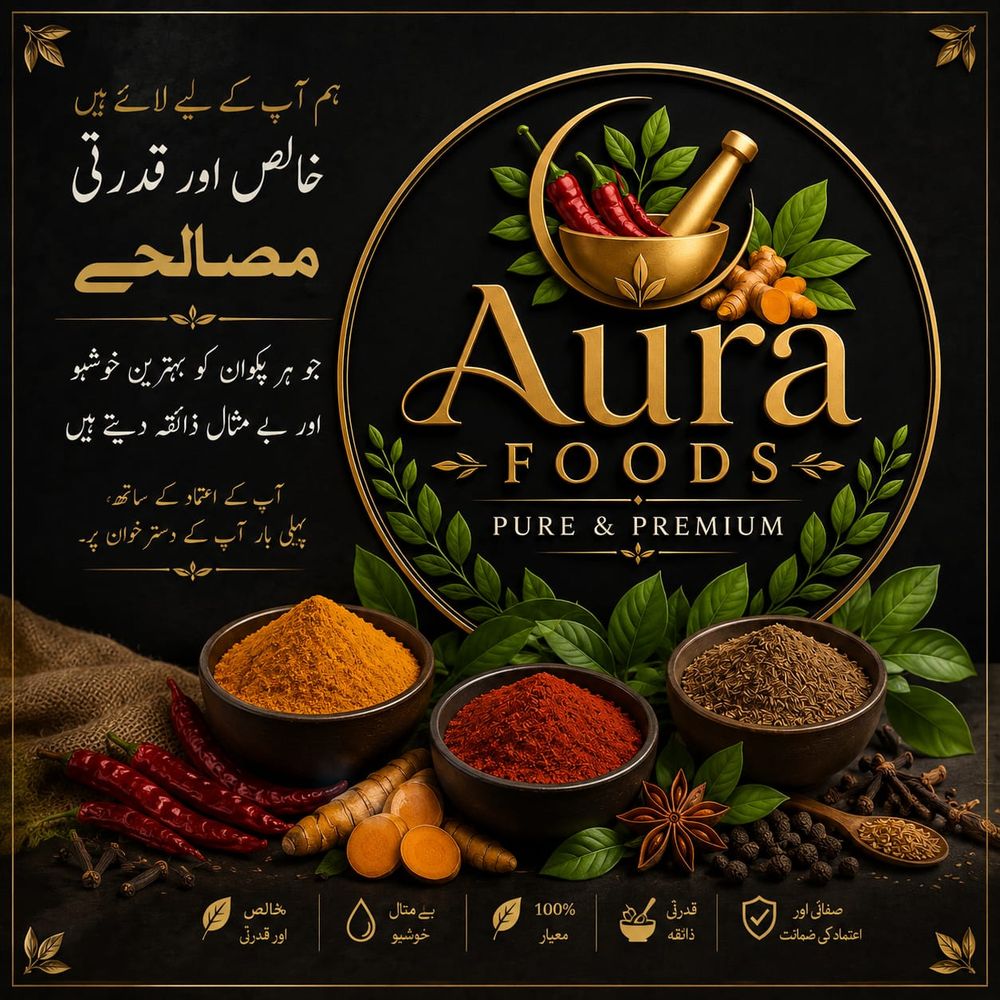 ہم آپ کے لیے لائے ہیں
خالص اور قدرتی
مصالحے
جو ہر پکوان کو بہترین خوشبو
اور بے مثال ذائقہ دیتے ہیں
آپ کے اعتماد کے ساتھ،
پہلی بار آپ کے دسترخوان پر۔
Aura
FOODS
PURE & PREMIUM
خالص
اور قدرتی
بے مثال
خوشبو
100%
معیار
قدرتی
ذائقہ
صفائی اور
اعتماد کی ضمانت